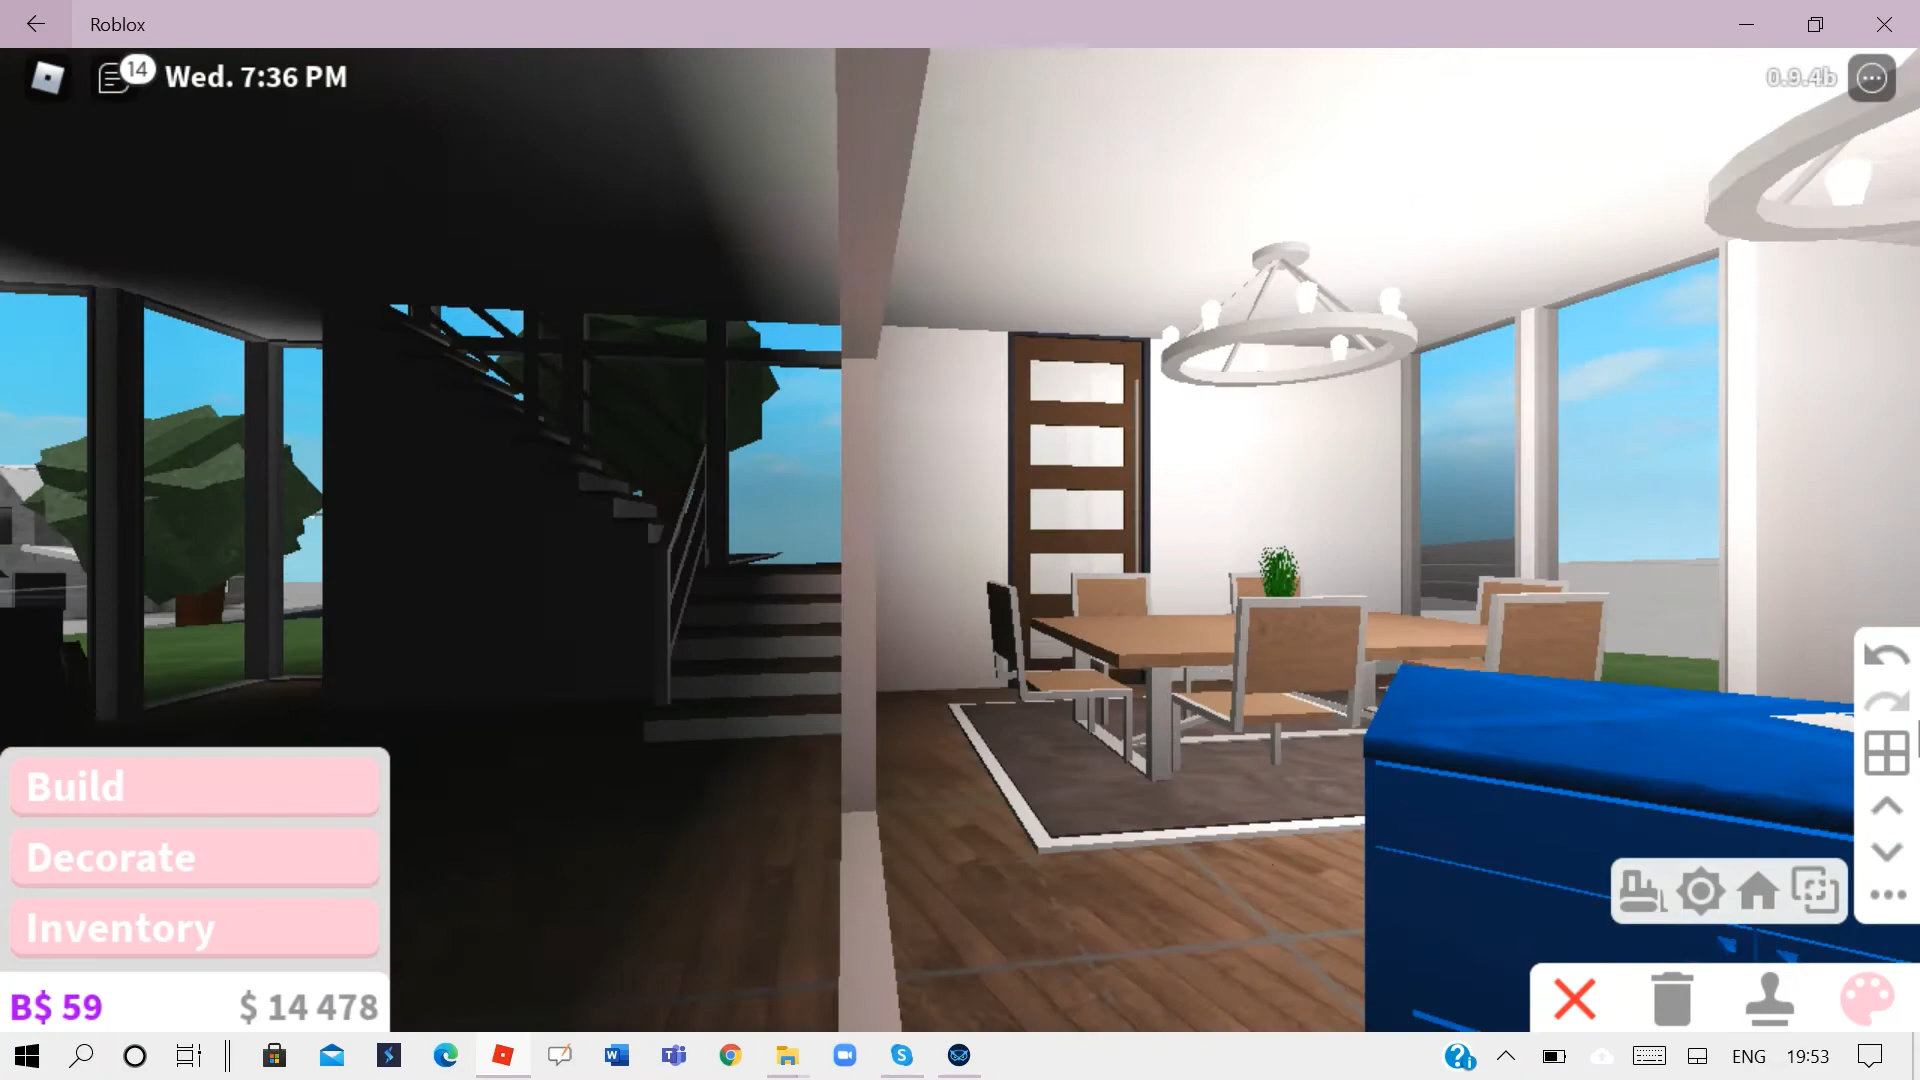 Roblox
14
Wed. 7:36 PM
0.9.4b
Build
Decorate
Inventory
B$ 59
$ 14 478
ENG
19:53